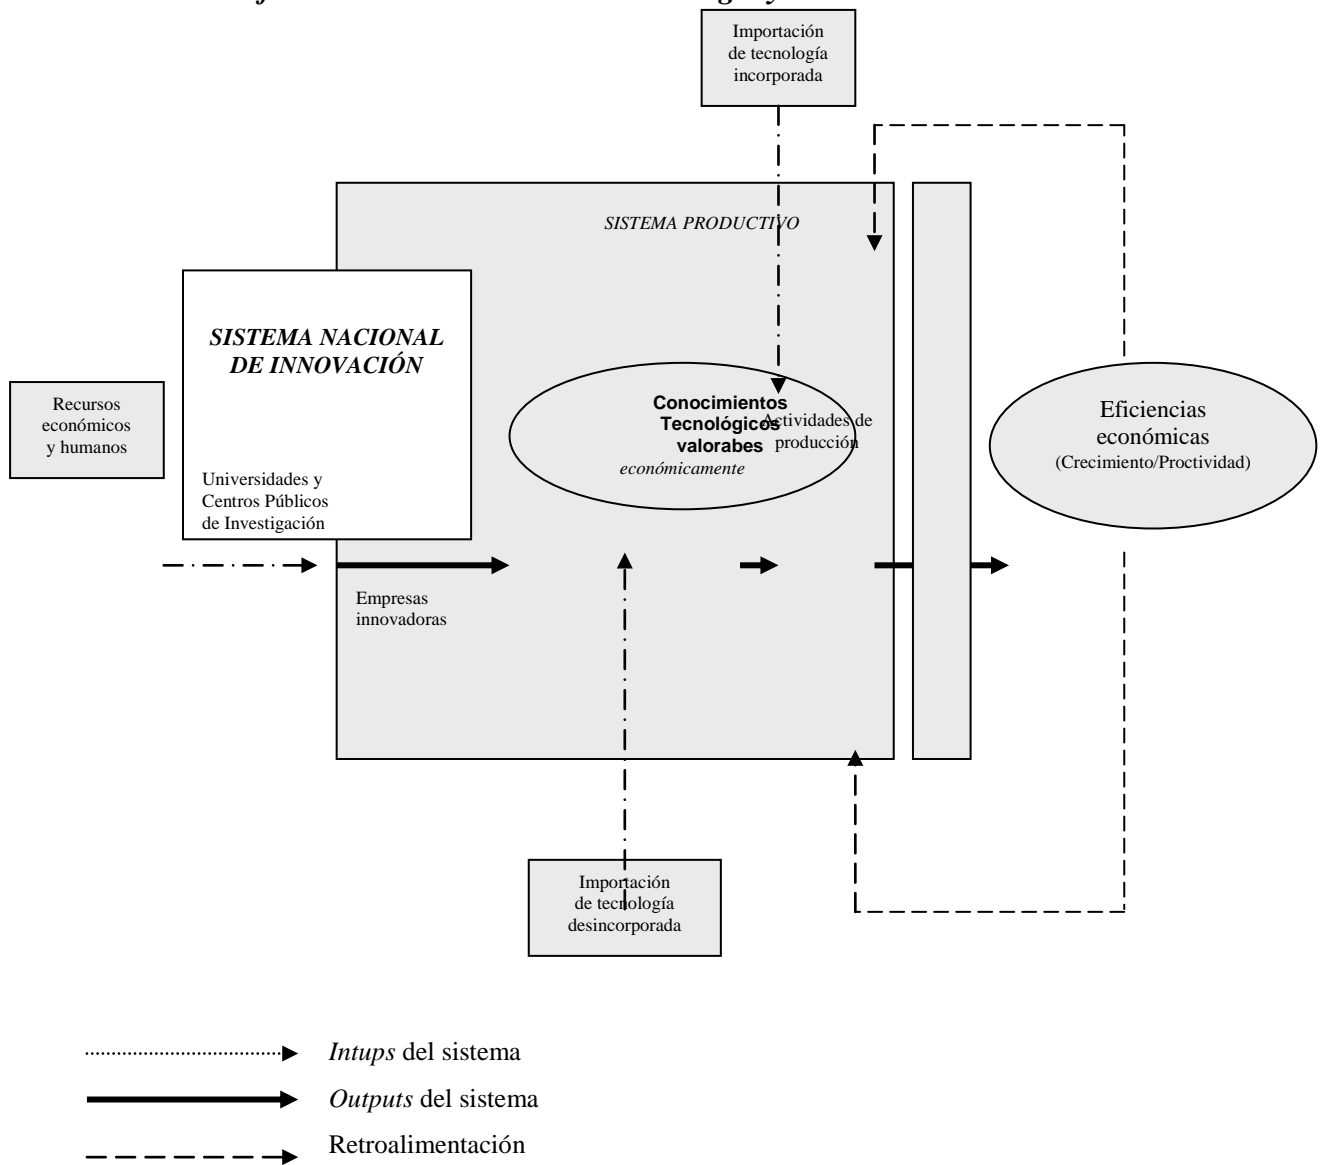 Importación
de tecnología
incorporada
SISTEMA PRODUCTIVO
SISTEMA NACIONAL
DE INNOVACIÓN
Recursos
económicos
y humanos
Universidades y
Centros Públicos
de Investigación
Conocimientos
Tecnológicos
valorabes
económicamente
Actividades de
producción
Eficiencias
económicas
(Crecimiento/Proctividad)
Empresas
innovadoras
Importación
de tecnología
desincorporada
Intups del sistema
Outputs del sistema
Retroalimentación